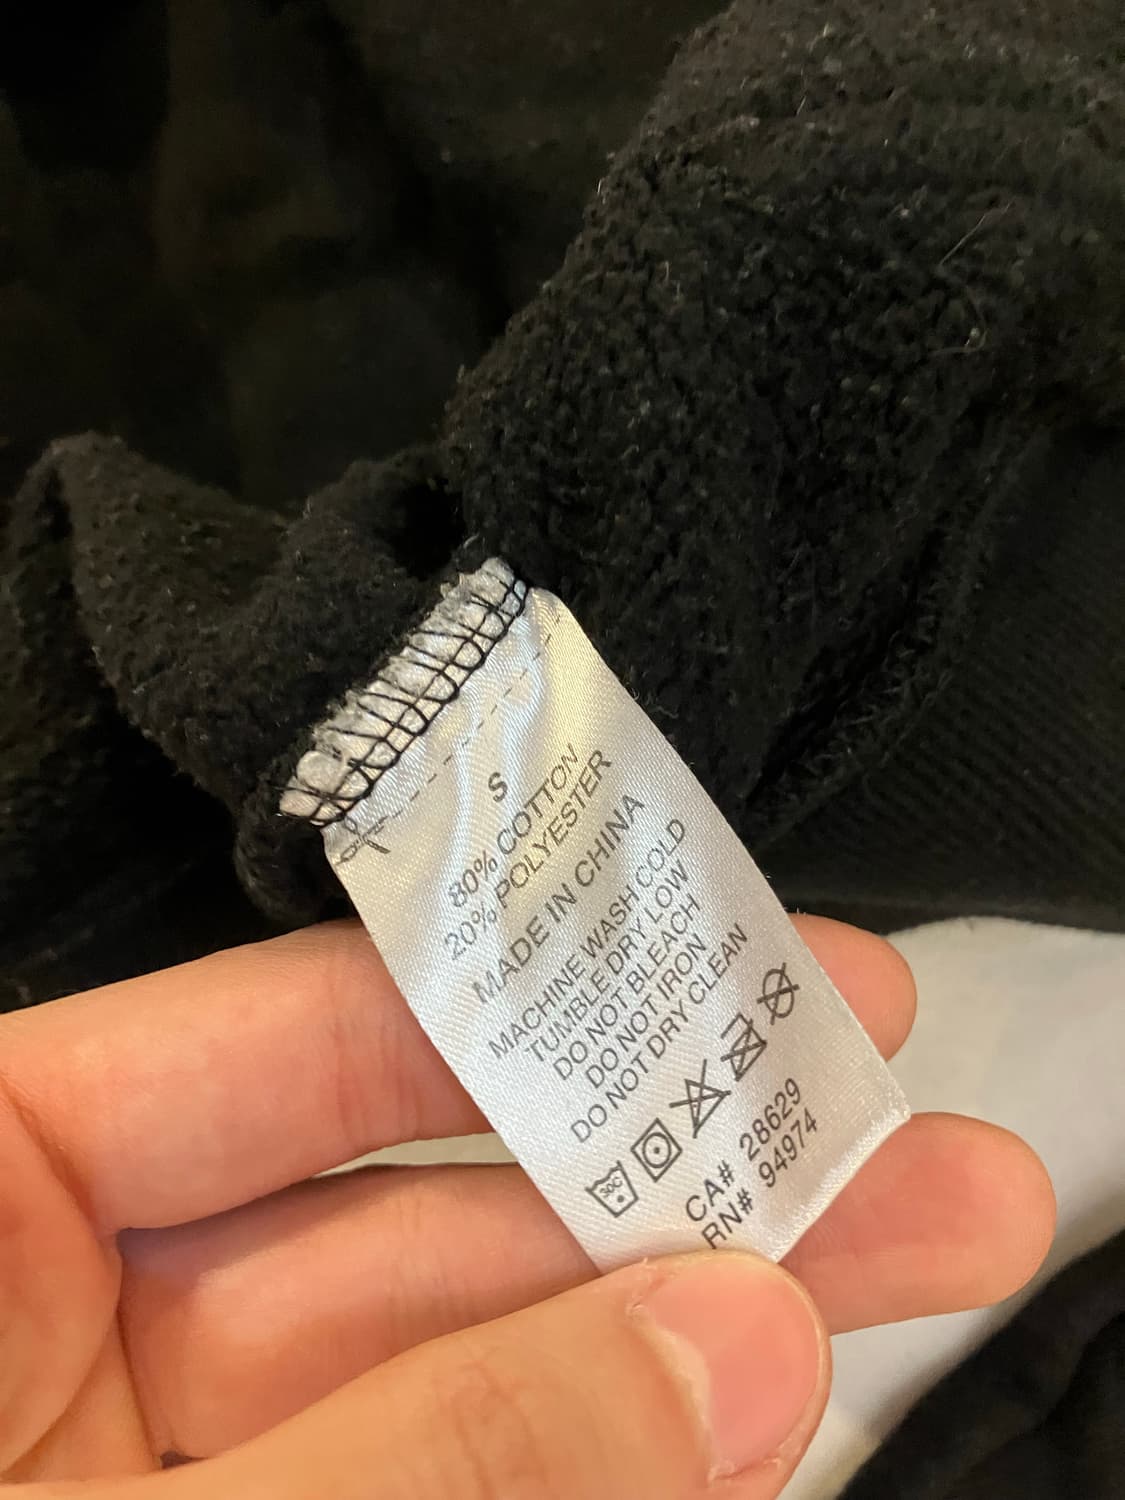 S
80% COTTON
20% POLYESTER
MADE IN CHINA
MACHINE WASH COLD
TUMBLE DRY LOW
DO NOT BLEACH
DO NOT IRON
DO NOT DRY CLEAN
30C
CA# 28629
RN# 94974